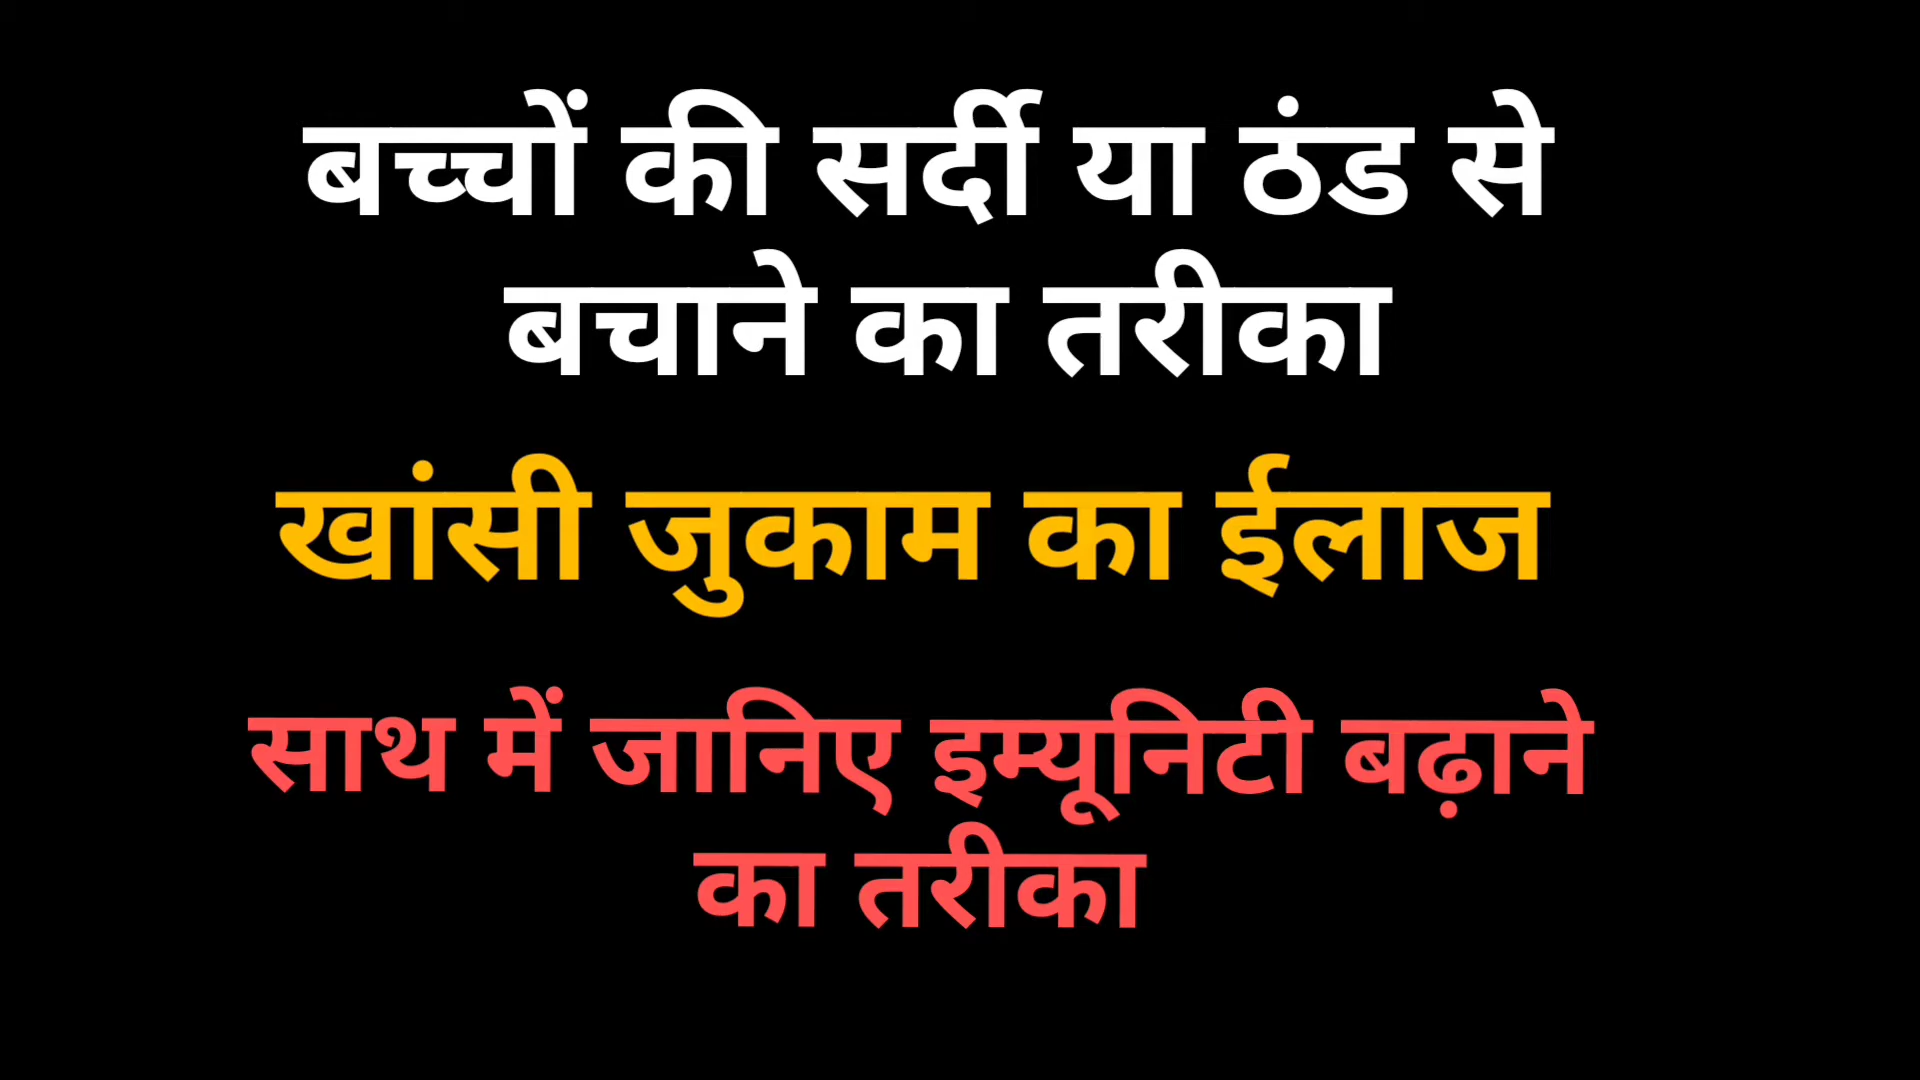 बच्चों की सर्दी या ठंड से
बचाने का तरीका
खांसी जुकाम का ईलाज
साथ में जानिए इम्यूनिटी बढ़ाने
का तरीका